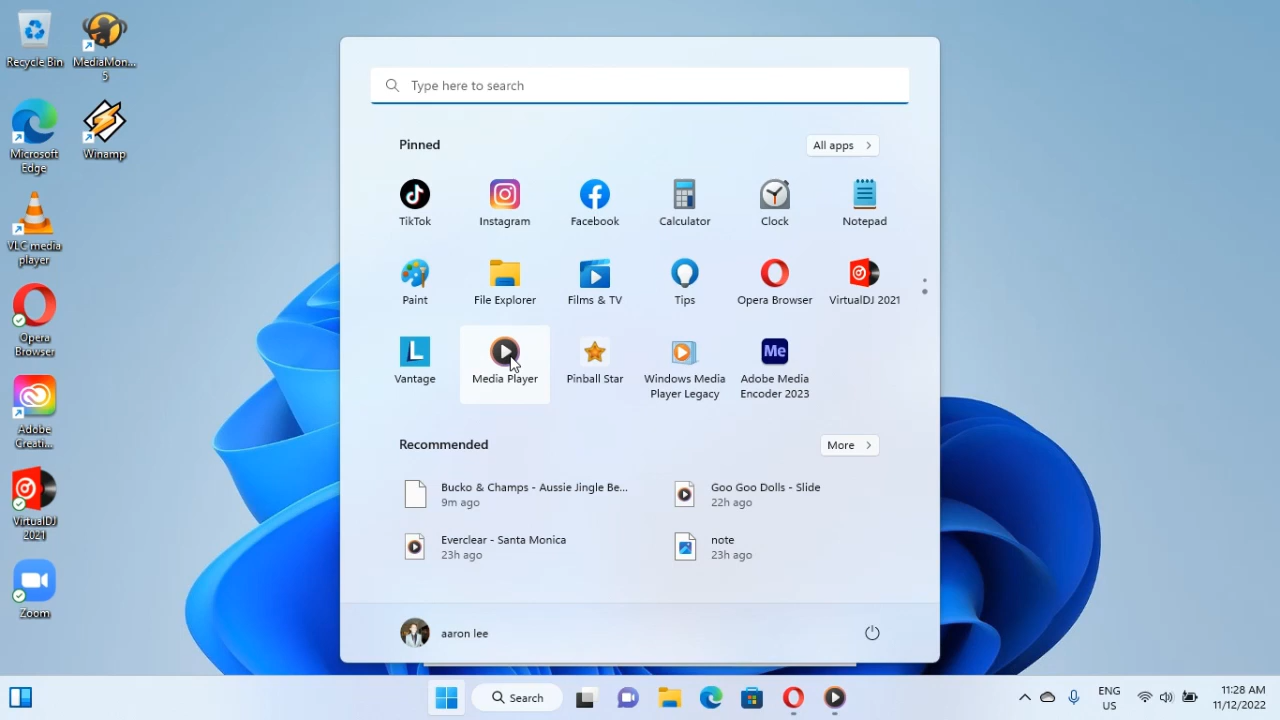 Recycle Bin
MediaMon...
5
Microsoft
Edge
Winamp
VLC media
player
Opera
Browser
Adobe
Creati...
VirtualDJ
2021
Zoom
Type here to search
Pinned
All apps
TikTok
Instagram
Facebook
Calculator
Clock
Notepad
Paint
File Explorer
Films & TV
Tips
Opera Browser
VirtualDJ 2021
Vantage
Media Player
Pinball Star
Windows Media
Player Legacy
Me
Adobe Media
Encoder 2023
Recommended
More
Bucko & Champs - Aussie Jingle Be...
9m ago
Goo Goo Dolls - Slide
22h ago
Everclear - Santa Monica
23h ago
note
23h ago
aaron lee
Search
ENG
US
11:28 AM
11/12/2022